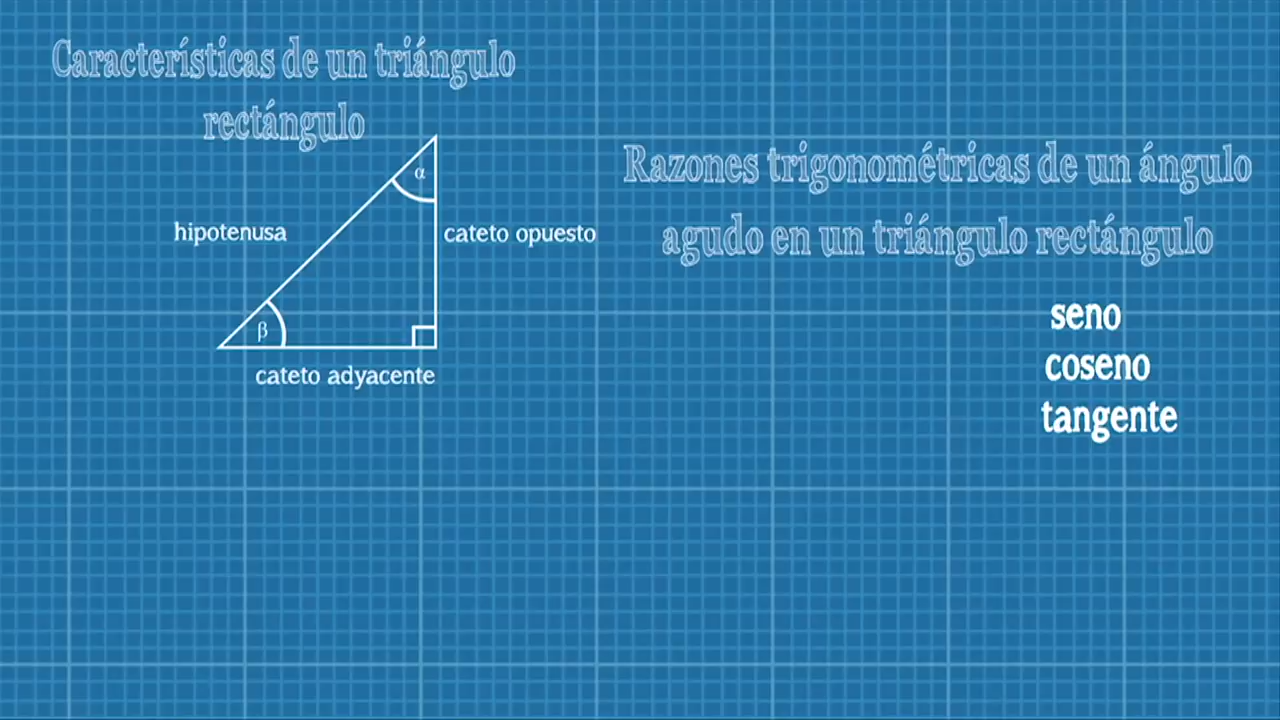 Características de un triángulo
rectángulo
α
hipotenusa
cateto opuesto
β
cateto adyacente
Razones trigonométricas de un ángulo
agudo en un triángulo rectángulo
seno
coseno
tangente